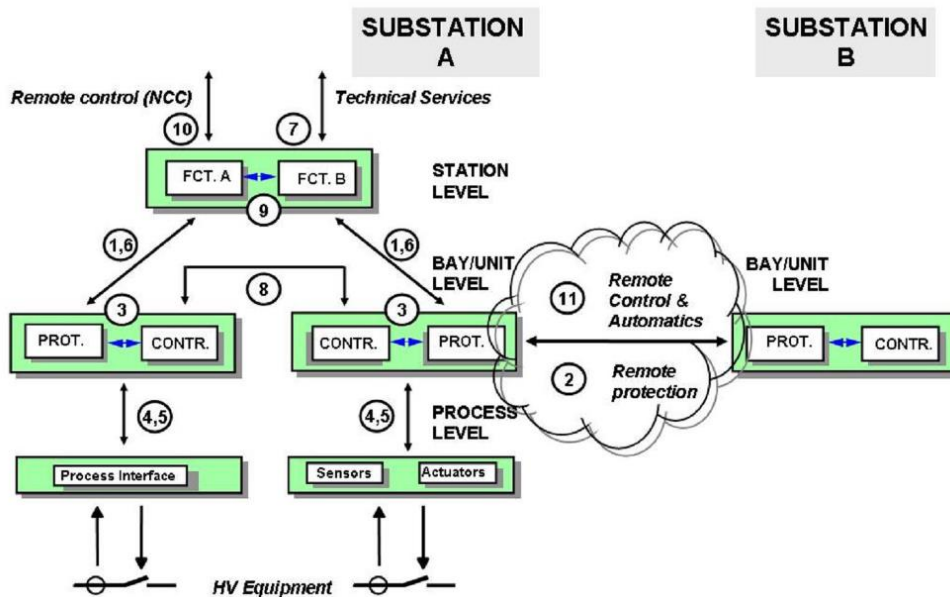 SUBSTATION
A
SUBSTATION
B
Remote control (NCC)
Technical Services
10
7
FCT. A
FCT. B
STATION
LEVEL
9
1,6
1,6
BAY/UNIT
LEVEL
8
11
Remote
Control &
Automatics
BAY/UNIT
LEVEL
3
3
PROT.
CONTR.
CONTR.
PROT.
PROT.
CONTR.
2
Remote
protection
4,5
4,5
PROCESS
LEVEL
Process Interface
Sensors
Actuators
HV Equipment